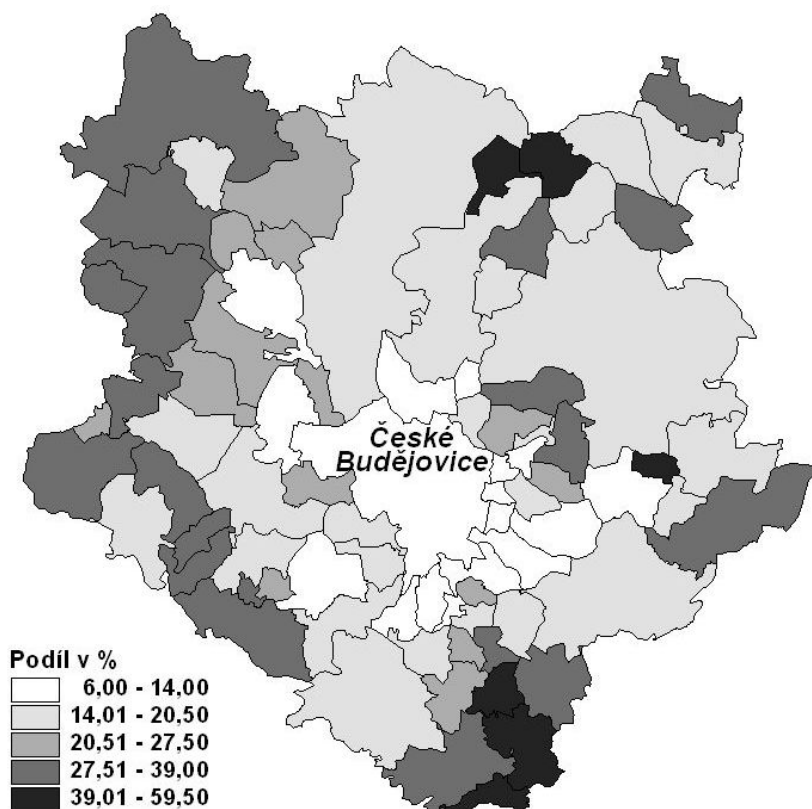 České
Budějovice
Podíl v %
6,00 - 14,00
14,01 - 20,50
20,51 - 27,50
27,51 - 39,00
39,01 - 59,50